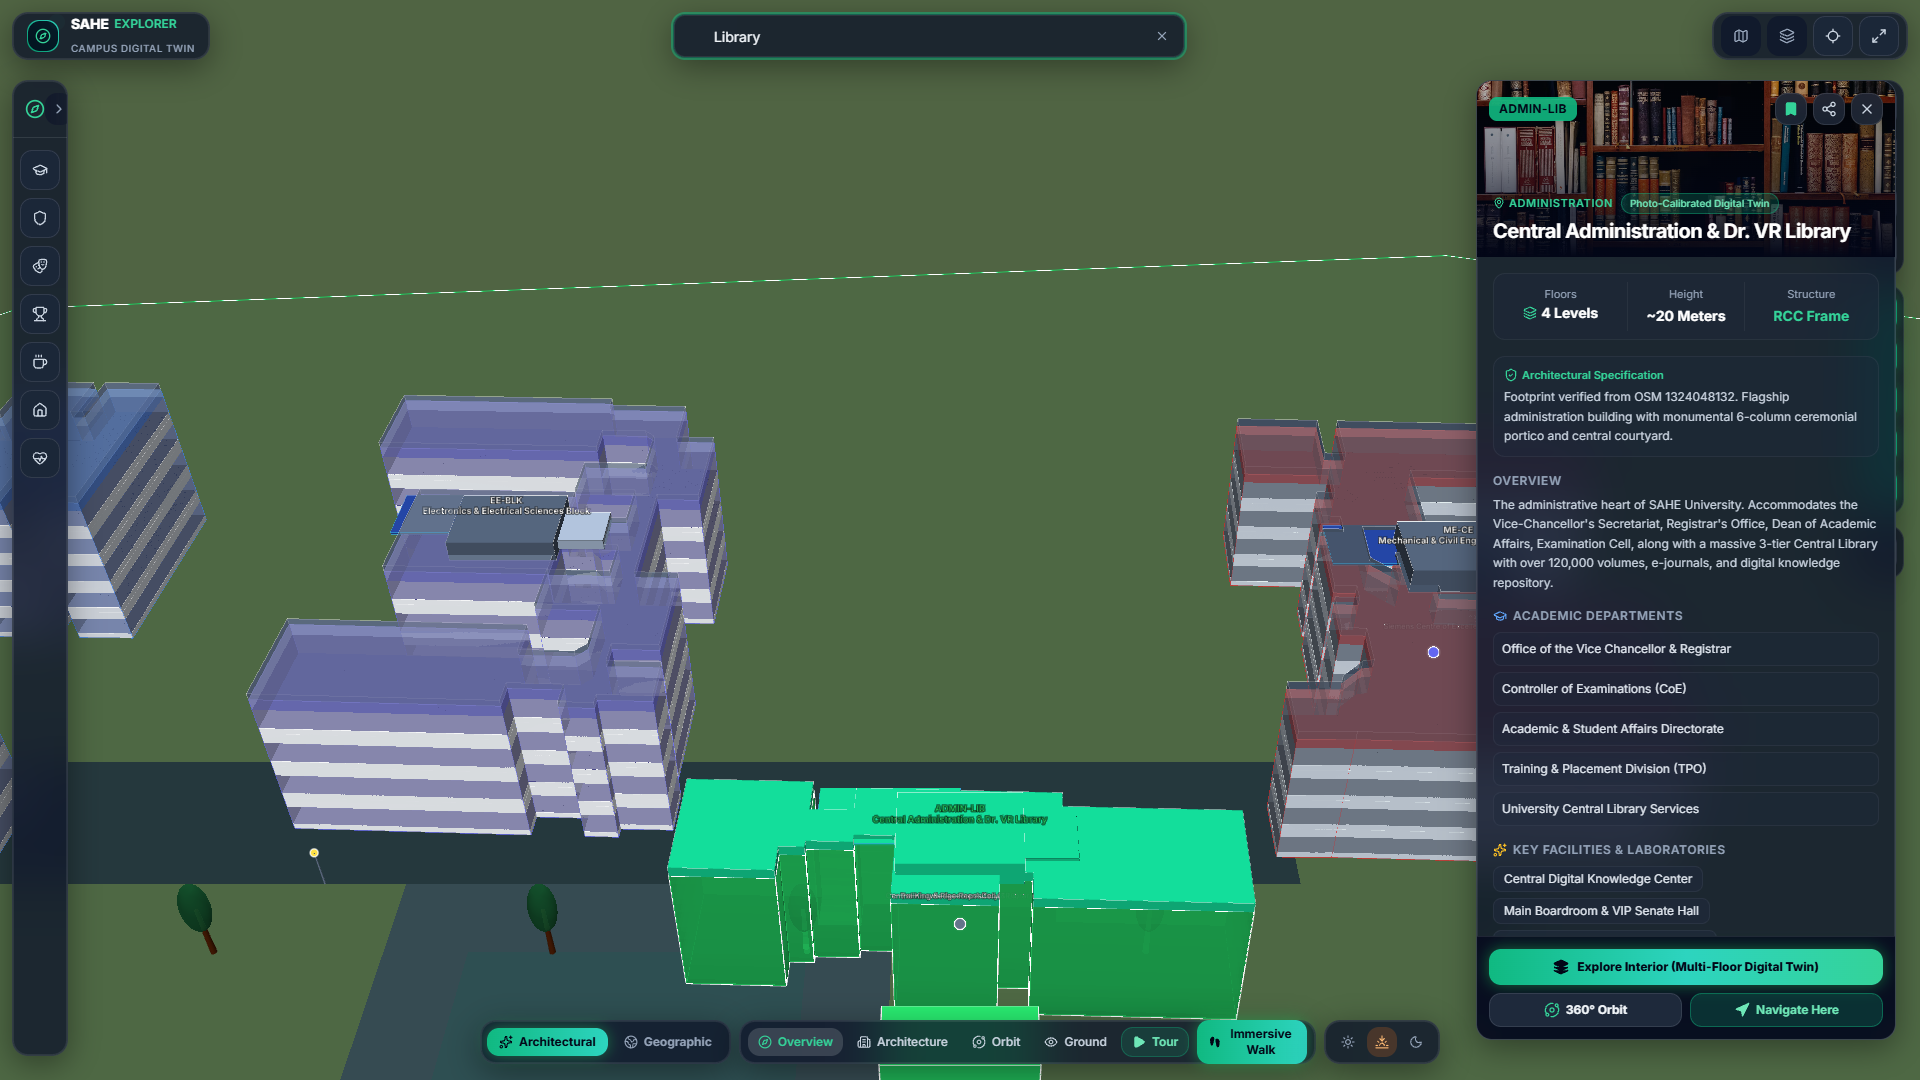 SAHE EXPLORER
CAMPUS DIGITAL TWIN
Library
ADMIN-LIB
ADMINISTRATION
Photo-Calibrated Digital Twin
Central Administration & Dr. VR Library
Floors
4 Levels
Height
~20 Meters
Structure
RCC Frame
Architectural Specification
Footprint verified from OSM 1324048132. Flagship
administration building with monumental 6-column ceremonial
portico and central courtyard.
OVERVIEW
The administrative heart of SAHE University. Accommodates the
Vice-Chancellor's Secretariat, Registrar's Office, Dean of Academic
Affairs, Examination Cell, along with a massive 3-tier Central Library
with over 120,000 volumes, e-journals, and digital knowledge
repository.
ACADEMIC DEPARTMENTS
Office of the Vice Chancellor & Registrar
Controller of Examinations (CoE)
Academic & Student Affairs Directorate
Training & Placement Division (TPO)
University Central Library Services
KEY FACILITIES & LABORATORIES
Central Digital Knowledge Center
Main Boardroom & VIP Senate Hall
Explore Interior (Multi-Floor Digital Twin)
360° Orbit
Navigate Here
EE-BLK
Electronics & Electrical Sciences Block
ME-CE
Mechanical & Civil Eng
ADMIN-LIB
Central Administration & Dr. VR Library
Architectural
Geographic
Overview
Architecture
Orbit
Ground
Tour
Immersive
Walk